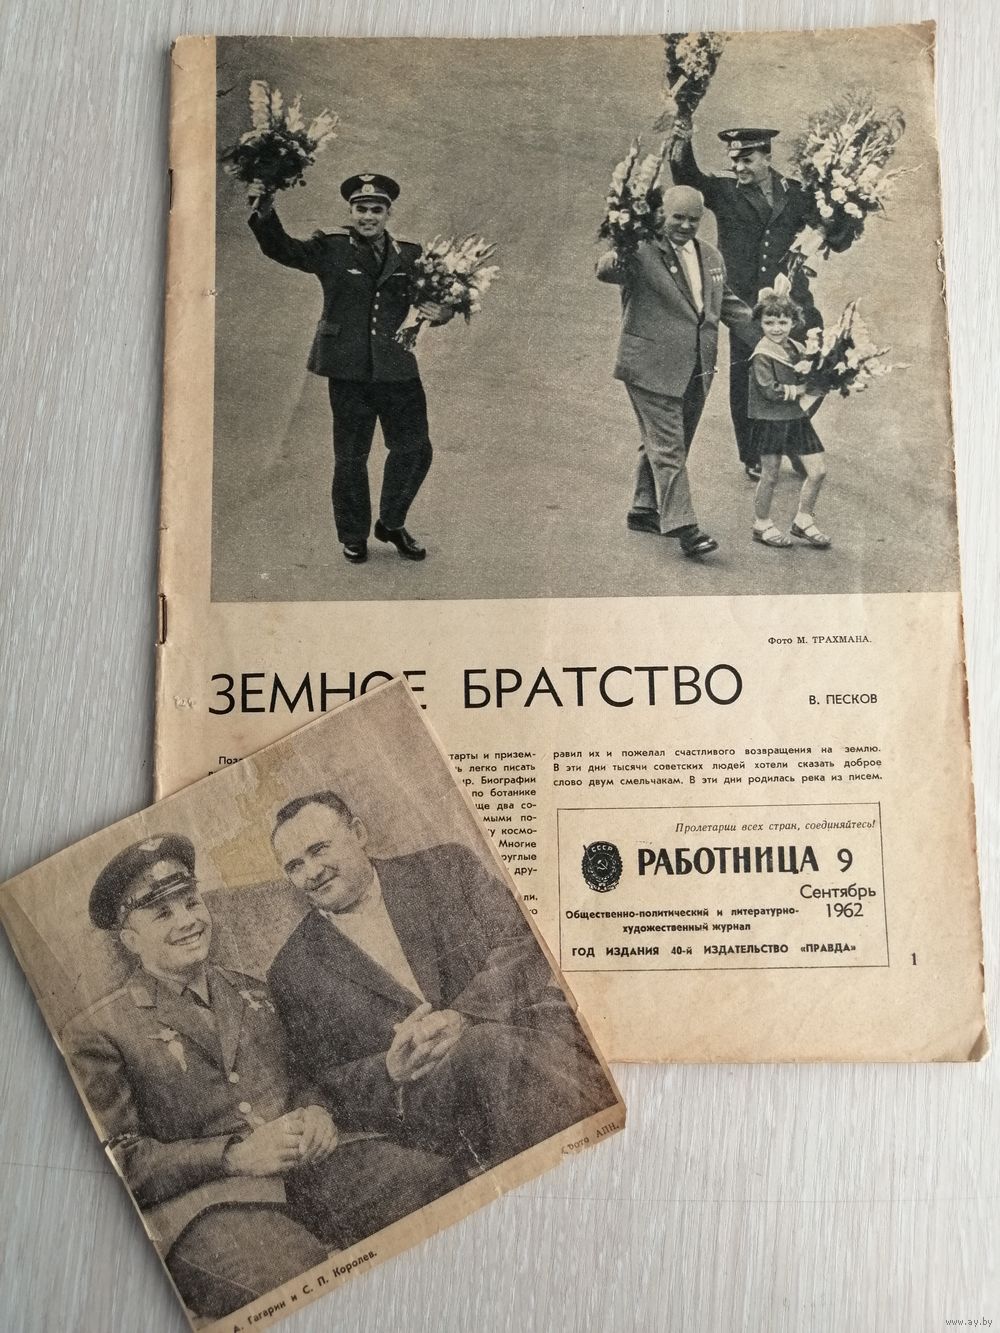 Фото М. ТРАХМАНА.
ЗЕМНОЕ БРАТСТВО
В. ПЕСКОВ
тарты и призем-
легко писать
Биографии
по ботанике
ще два со-
мыми по-
у космо-
Многие
руглые
дру-
ли.
равил их и пожелал счастливого возвращения на землю.
В эти дни тысячи советских людей хотели сказать доброе
слово двум смельчакам. В эти дни родилась река из писем.
Пролетарии всех стран, соединяйтесь!
СССР
РАБОТНИЦА 9
Сентябрь
1962
Общественно-политический и литературно-
художественный журнал
ГОД ИЗДАНИЯ 40-й ИЗДАТЕЛЬСТВО «ПРАВДА»
1
Фото АПН.
А. Гагарин и С. П. Королев.
www.ay.by